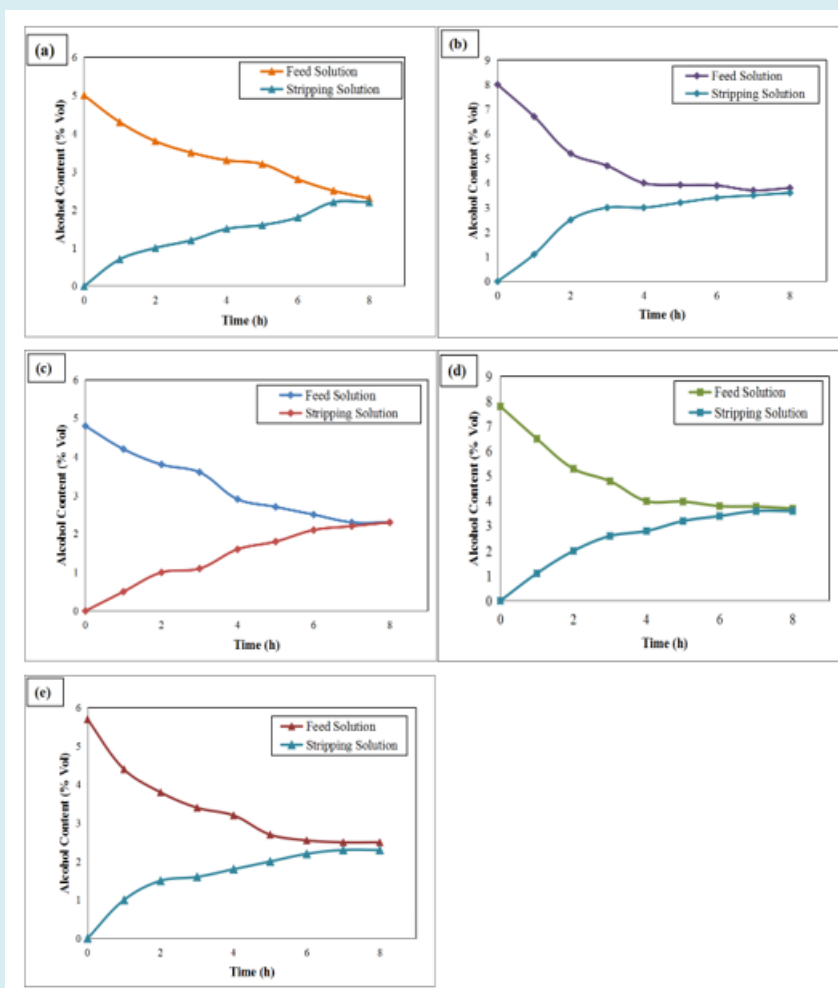 (a)
Feed Solution
Stripping Solution
Alcohol Content (% Vol)
6
5
4
3
2
1
0
0 2 4 6 8
Time (h)
(b)
Feed Solution
Stripping Solution
Alcohol Content (% Vol)
9
8
7
6
5
4
3
2
1
0
0 2 4 6 8
Time (h)
(c)
Feed Solution
Stripping Solution
Alcohol Content (% Vol)
6
5
4
3
2
1
0
0 2 4 6 8
Time (h)
(d)
Feed Solution
Stripping Solution
Alcohol Content (% Vol)
9
8
7
6
5
4
3
2
1
0
0 2 4 6 8
Time (h)
(e)
Feed Solution
Stripping Solution
Alcohol Content (% Vol)
6
5
4
3
2
1
0
0 2 4 6 8
Time (h)